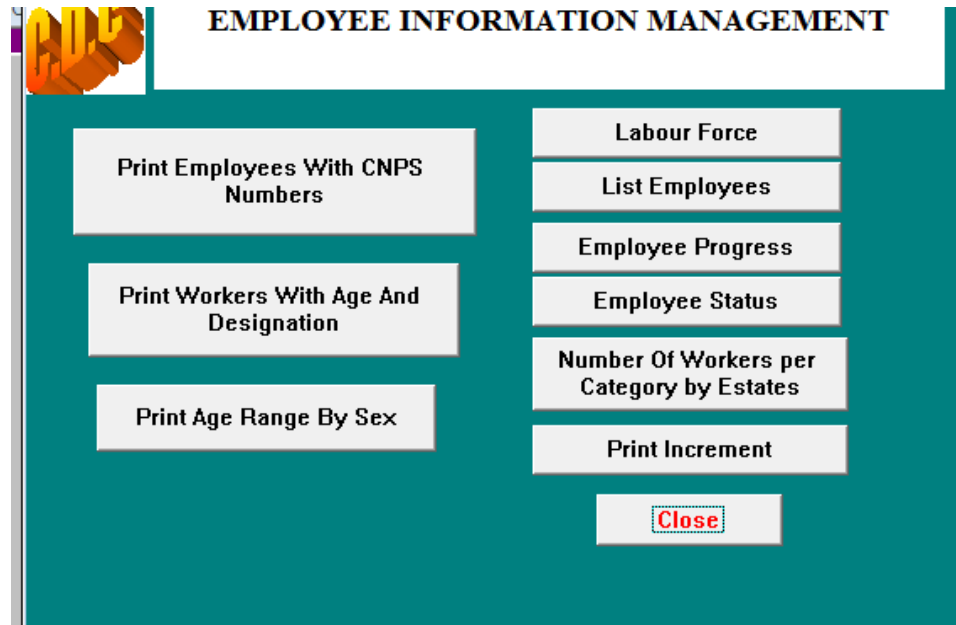 C.D.C
EMPLOYEE INFORMATION MANAGEMENT
Print Employees With CNPS
Numbers
Print Workers With Age And
Designation
Print Age Range By Sex
Labour Force
List Employees
Employee Progress
Employee Status
Number Of Workers per
Category by Estates
Print Increment
Close